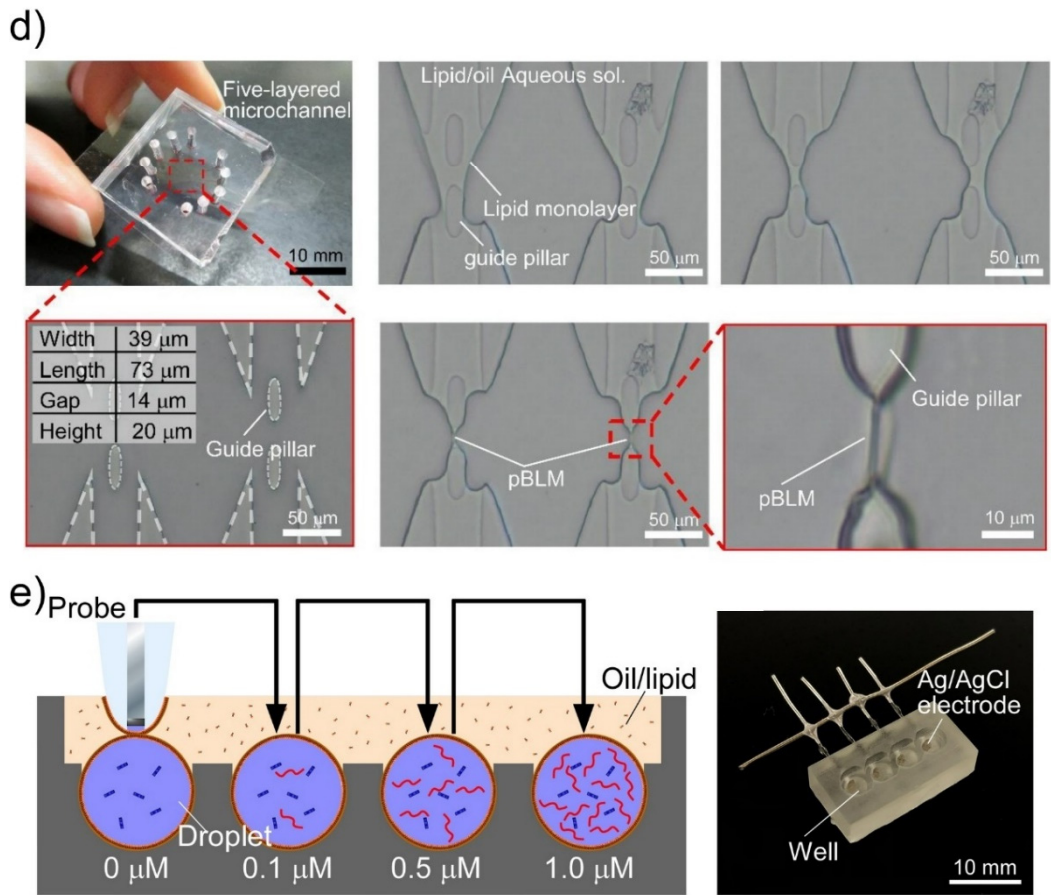 d)
Five-layered
microchannel
10 mm
Lipid/oil Aqueous sol.
Lipid monolayer
guide pillar
50 μm
50 μm
Width 39 μm
Length 73 μm
Gap 14 μm
Height 20 μm
Guide pillar
50 μm
pBLM
50 μm
Guide pillar
pBLM
10 μm
e)
Probe
Oil/lipid
Droplet
0 μM 0.1 μM 0.5 μM 1.0 μM
Ag/AgCl
electrode
Well
10 mm